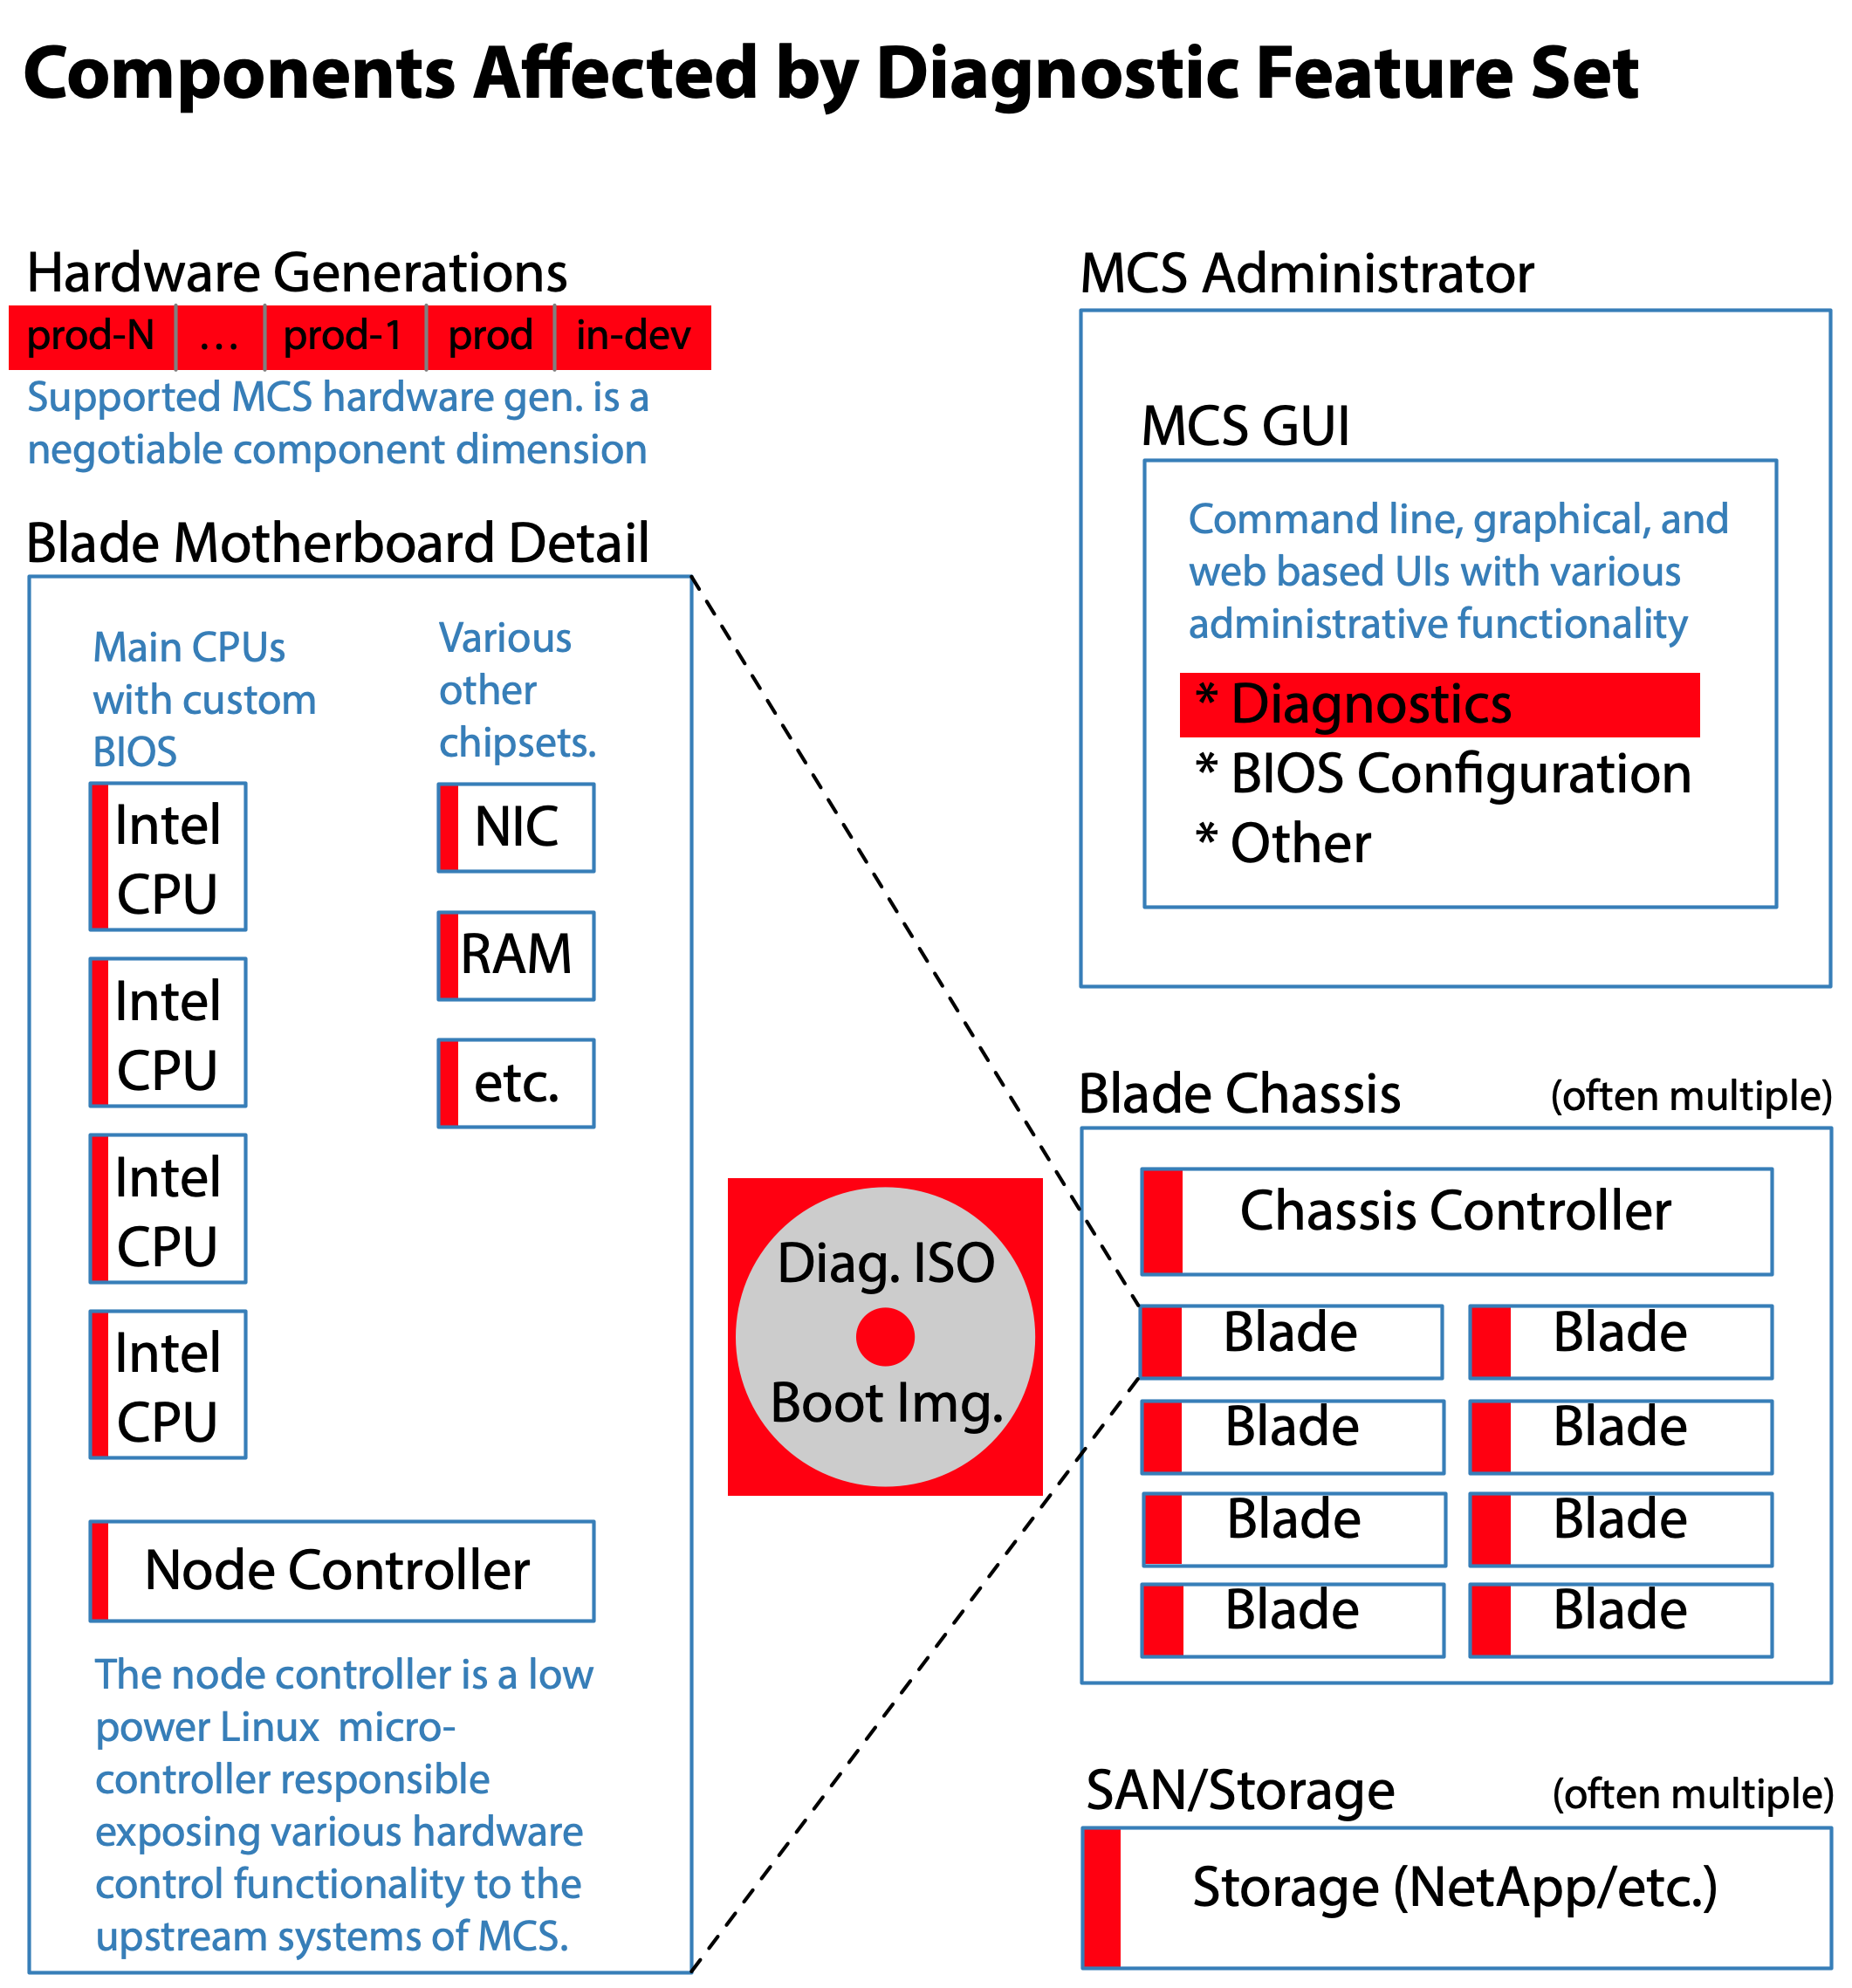 Components Affected by Diagnostic Feature Set
Hardware Generations
prod-N … prod-1 prod in-dev
Supported MCS hardware gen. is a
negotiable component dimension
Blade Motherboard Detail
Main CPUs
with custom
BIOS
Intel
CPU
Intel
CPU
Intel
CPU
Intel
CPU
Various
other
chipsets.
NIC
RAM
etc.
Node Controller
The node controller is a low
power Linux micro-
controller responsible
exposing various hardware
control functionality to the
upstream systems of MCS.
Diag. ISO
Boot Img.
MCS Administrator
MCS GUI
Command line, graphical, and
web based UIs with various
administrative functionality
* Diagnostics
* BIOS Configuration
* Other
Blade Chassis (often multiple)
Chassis Controller
Blade Blade
Blade Blade
Blade Blade
Blade Blade
SAN/Storage (often multiple)
Storage (NetApp/etc.)